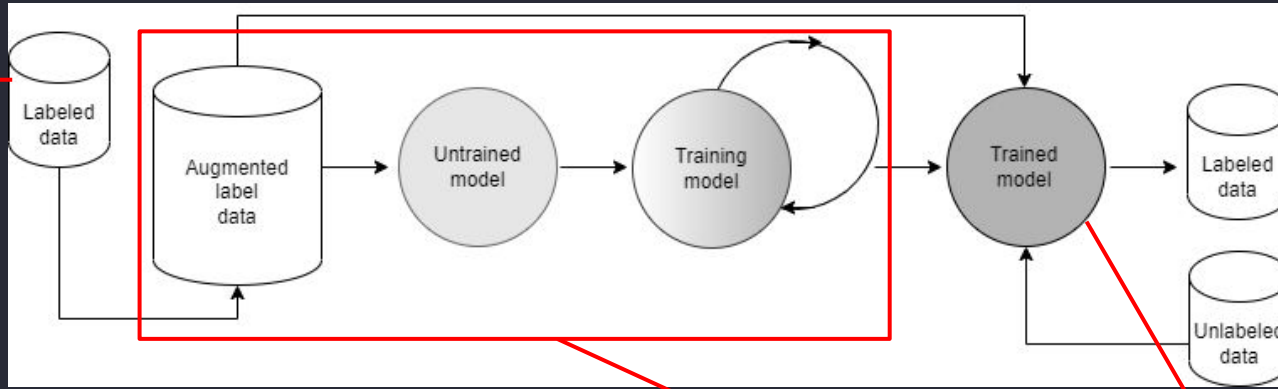 Labeled
data
Augmented
label
data
Untrained
model
Training
model
Trained
model
Labeled
data
Unlabeled
data